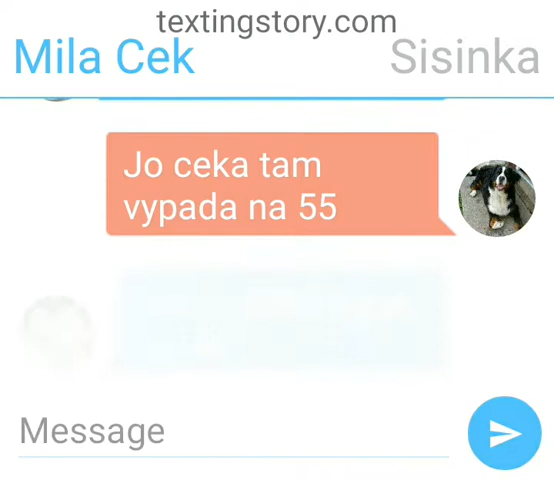 textingstory.com
Mila Cek
Sisinka
Jo ceka tam
vypada na 55
Message